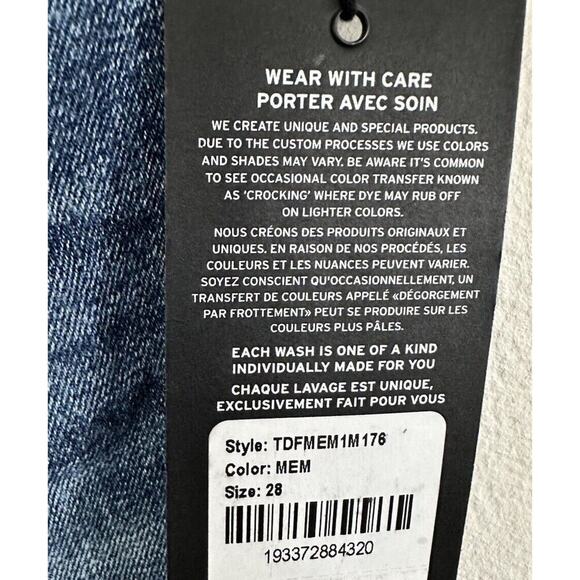 WEAR WITH CARE
PORTER AVEC SOIN
WE CREATE UNIQUE AND SPECIAL PRODUCTS.
DUE TO THE CUSTOM PROCESSES WE USE COLORS
AND SHADES MAY VARY. BE AWARE IT'S COMMON
TO SEE OCCASIONAL COLOR TRANSFER KNOWN
AS 'CROCKING' WHERE DYE MAY RUB OFF
ON LIGHTER COLORS.
NOUS CRÉONS DES PRODUITS ORIGINAUX ET
UNIQUES. EN RAISON DE NOS PROCÉDÉS, LES
COULEURS ET LES NUANCES PEUVENT VARIER.
SOYEZ CONSCIENT QU'OCCASIONNELLEMENT, UN
TRANSFERT DE COULEURS APPELÉ «DÉGORGEMENT
PAR FROTTEMENT» PEUT SE PRODUIRE SUR LES
COULEURS PLUS PÂLES.
EACH WASH IS ONE OF A KIND
INDIVIDUALLY MADE FOR YOU
CHAQUE LAVAGE EST UNIQUE,
EXCLUSIVEMENT FAIT POUR VOUS
Style: TDFMEM1M176
Color: MEM
Size: 28
193372884320